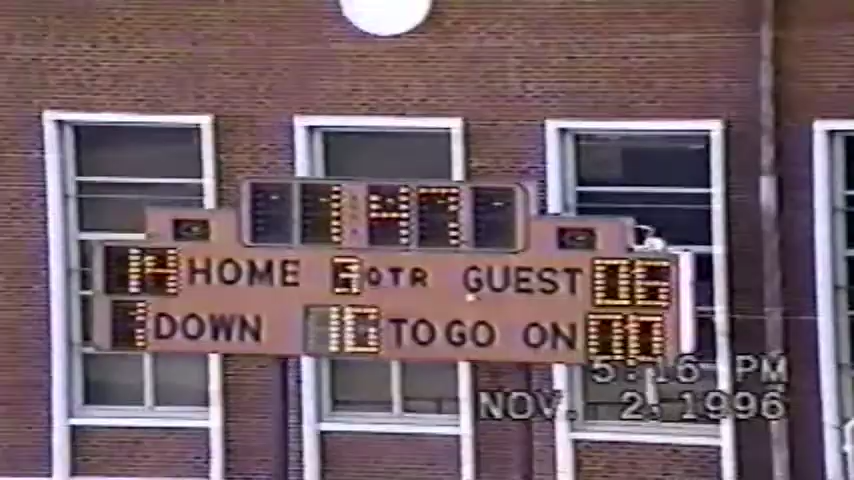 1:47
14 HOME QTR GUEST 06
1 DOWN 10 TO GO ON 00
5:16 PM
NOV. 2.1996